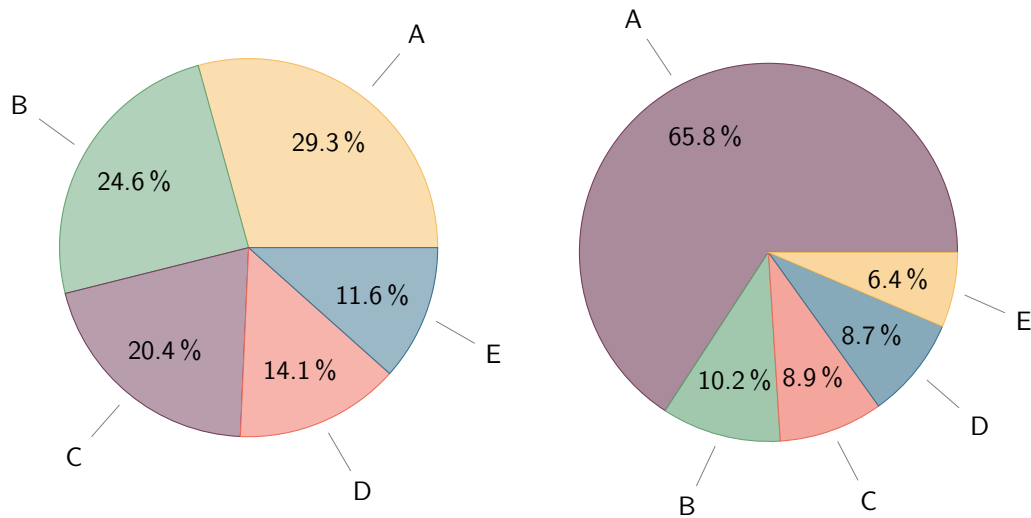 A
29.3 %
B
24.6 %
20.4 %
C
14.1 %
D
11.6 %
E
A
65.8 %
10.2 %
B
8.9 %
C
8.7 %
D
6.4 %
E